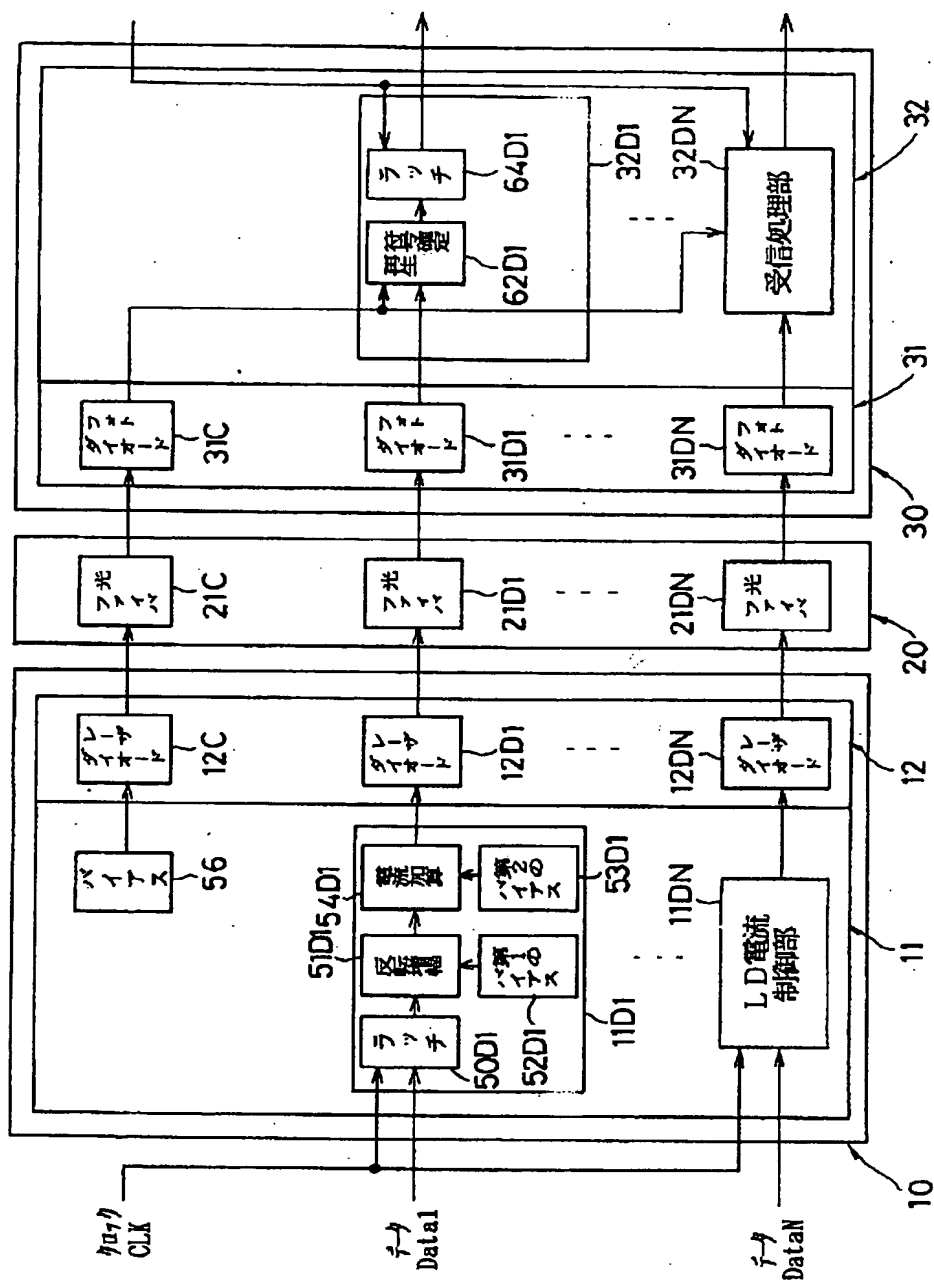 クロック
CLK
データ
Data1
データ
DataN
10
バイアス
56
ラッチ
50D1
反転増幅
51D1
第1の
バイアス
52D1
電流加算
54D1
第2の
バイアス
53D1
11D1
LD電流
制御部
11DN
11
レーザ
ダイオード
12C
レーザ
ダイオード
12D1
レーザ
ダイオード
12DN
12
光
ファイバ
21C
光
ファイバ
21D1
光
ファイバ
21DN
20
フォト
ダイオード
31C
フォト
ダイオード
31D1
フォト
ダイオード
31DN
31
30
符号確定
再生
62D1
ラッチ
64D1
32D1
受信処理部
32DN
32